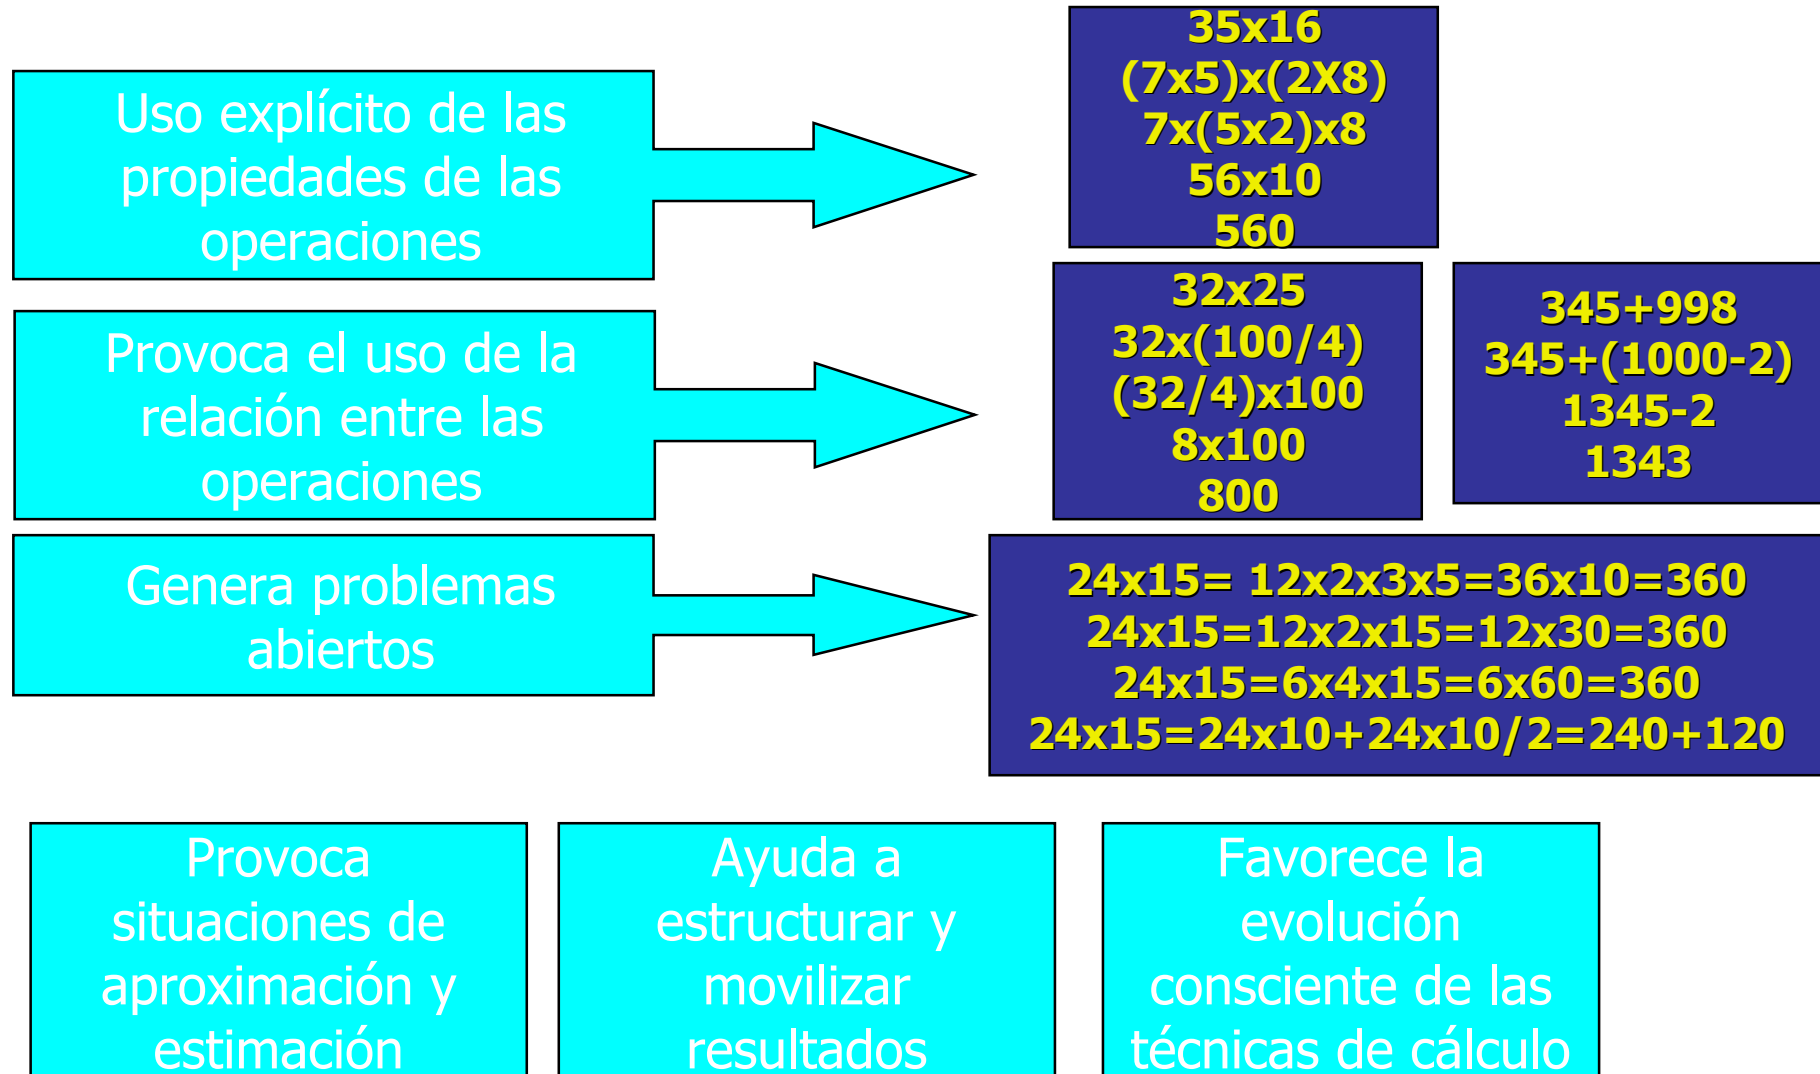 Uso explícito de las
propiedades de las
operaciones
35x16
(7x5)x(2X8)
7x(5x2)x8
56x10
560
Provoca el uso de la
relación entre las
operaciones
32x25
32x(100/4)
(32/4)x100
8x100
800
345+998
345+(1000-2)
1345-2
1343
Genera problemas
abiertos
24x15= 12x2x3x5=36x10=360
24x15=12x2x15=12x30=360
24x15=6x4x15=6x60=360
24x15=24x10+24x10/2=240+120
Provoca
situaciones de
aproximación y
estimación
Ayuda a
estructurar y
movilizar
resultados
Favorece la
evolución
consciente de las
técnicas de cálculo